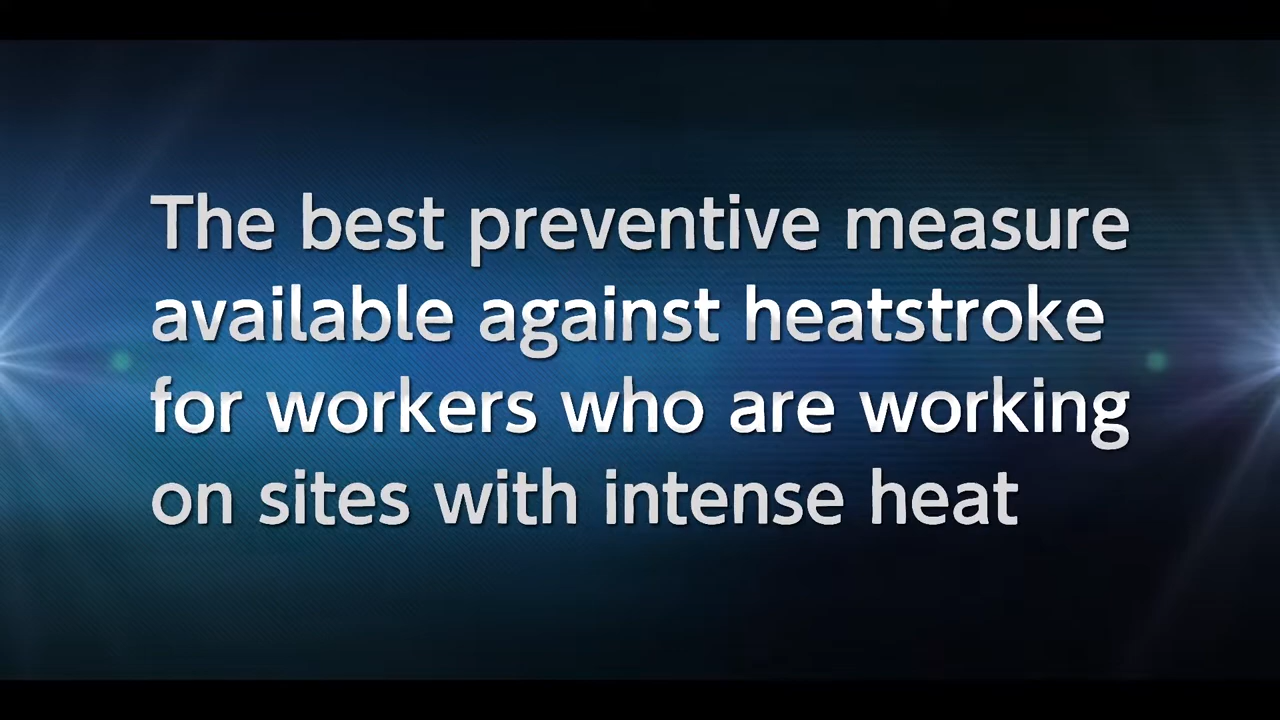 The best preventive measure
available against heatstroke
for workers who are working
on sites with intense heat